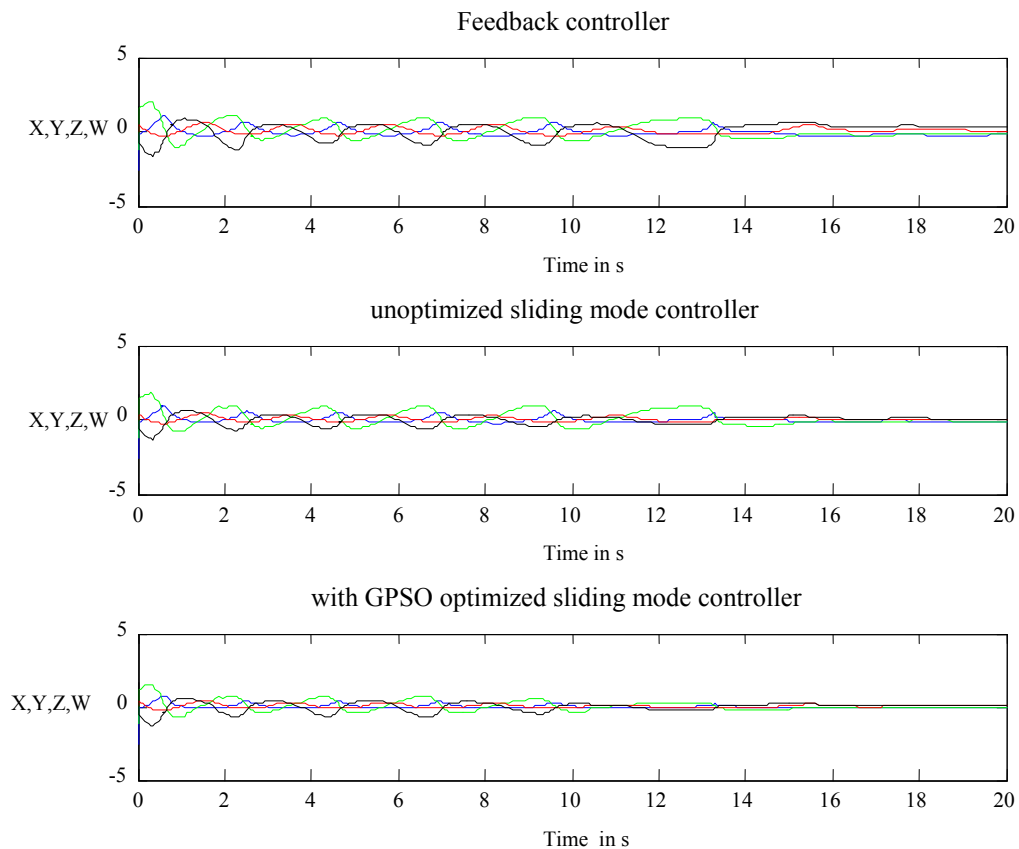 Feedback controller
5
X,Y,Z,W 0
-5
0 2 4 6 8 10 12 14 16 18 20
Time in s
unoptimized sliding mode controller
5
X,Y,Z,W 0
-5
0 2 4 6 8 10 12 14 16 18 20
Time in s
with GPSO optimized sliding mode controller
5
X,Y,Z,W 0
-5
0 2 4 6 8 10 12 14 16 18 20
Time in s